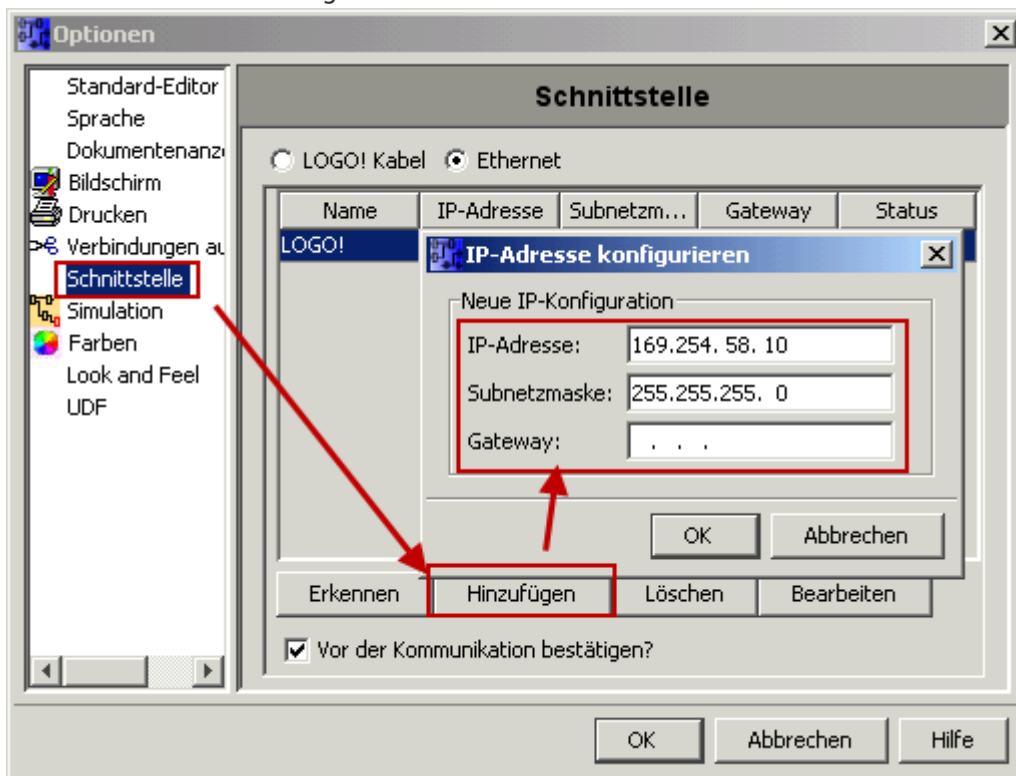 Optionen
Standard-Editor
Sprache
Dokumentenanz
Bildschirm
Drucken
Verbindungen au
Schnittstelle
Simulation
Farben
Look and Feel
UDF
Schnittstelle
LOGO! Kabel Ethernet
Name IP-Adresse Subnetzm... Gateway Status
LOGO!
IP-Adresse konfigurieren
Neue IP-Konfiguration
IP-Adresse: 169.254. 58. 10
Subnetzmaske: 255.255.255. 0
Gateway: . . .
OK Abbrechen
Erkennen Hinzufügen Löschen Bearbeiten
Vor der Kommunikation bestätigen?
OK Abbrechen Hilfe